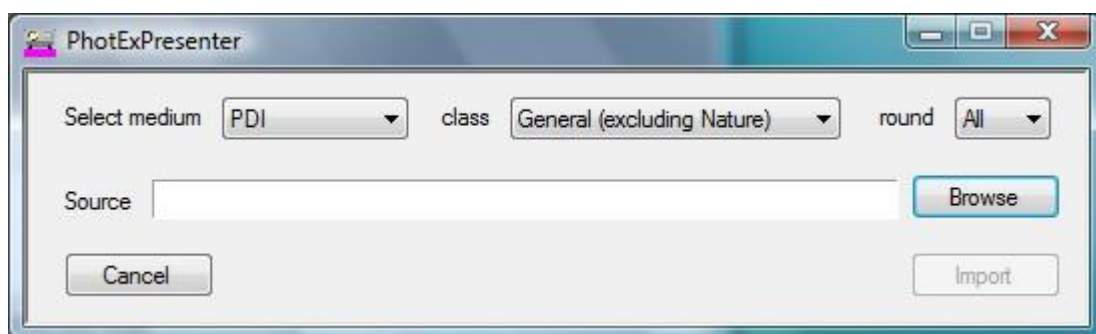 PhotExPresenter
Select medium PDI class General (excluding Nature) round All
Source Browse
Cancel Import